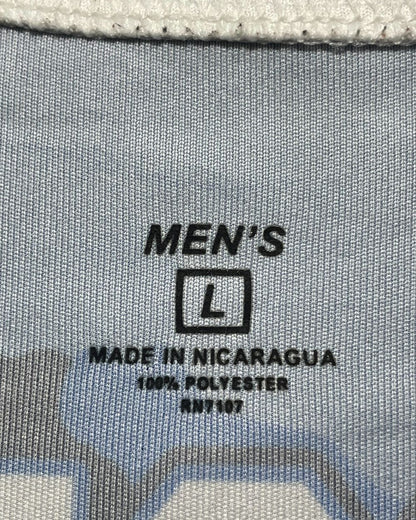 MEN'S
L
MADE IN NICARAGUA
100% POLYESTER
RN7107